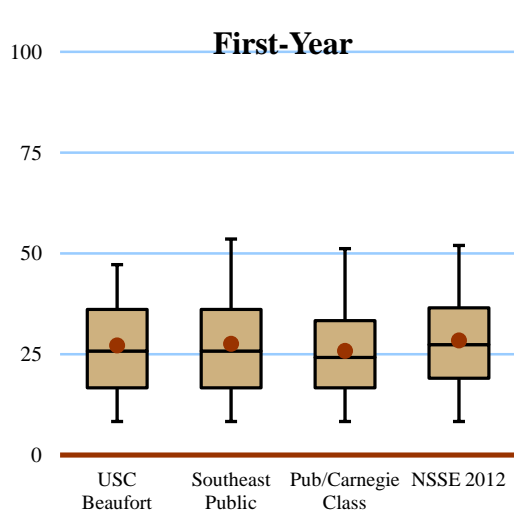 First-Year
100
75
50
25
0
USC
Beaufort
Southeast
Public
Pub/Carnegie
Class
NSSE 2012